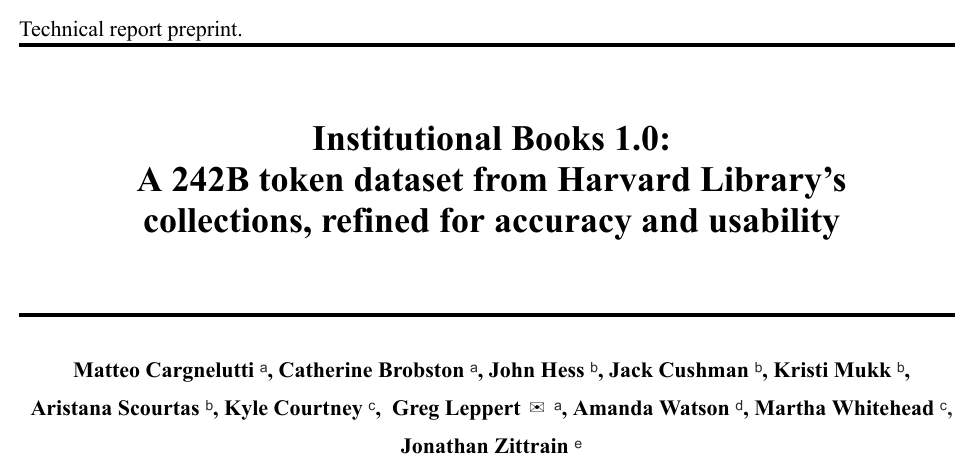 Technical report preprint.
Institutional Books 1.0:
A 242B token dataset from Harvard Library’s
collections, refined for accuracy and usability
Matteo Cargnelutti ᵃ, Catherine Brobston ᵃ, John Hess ᵇ, Jack Cushman ᵇ, Kristi Mukk ᵇ,
Aristana Scourtas ᵇ, Kyle Courtney ᶜ, Greg Leppert ✉ ᵃ, Amanda Watson ᵈ, Martha Whitehead ᶜ,
Jonathan Zittrain ᵉ